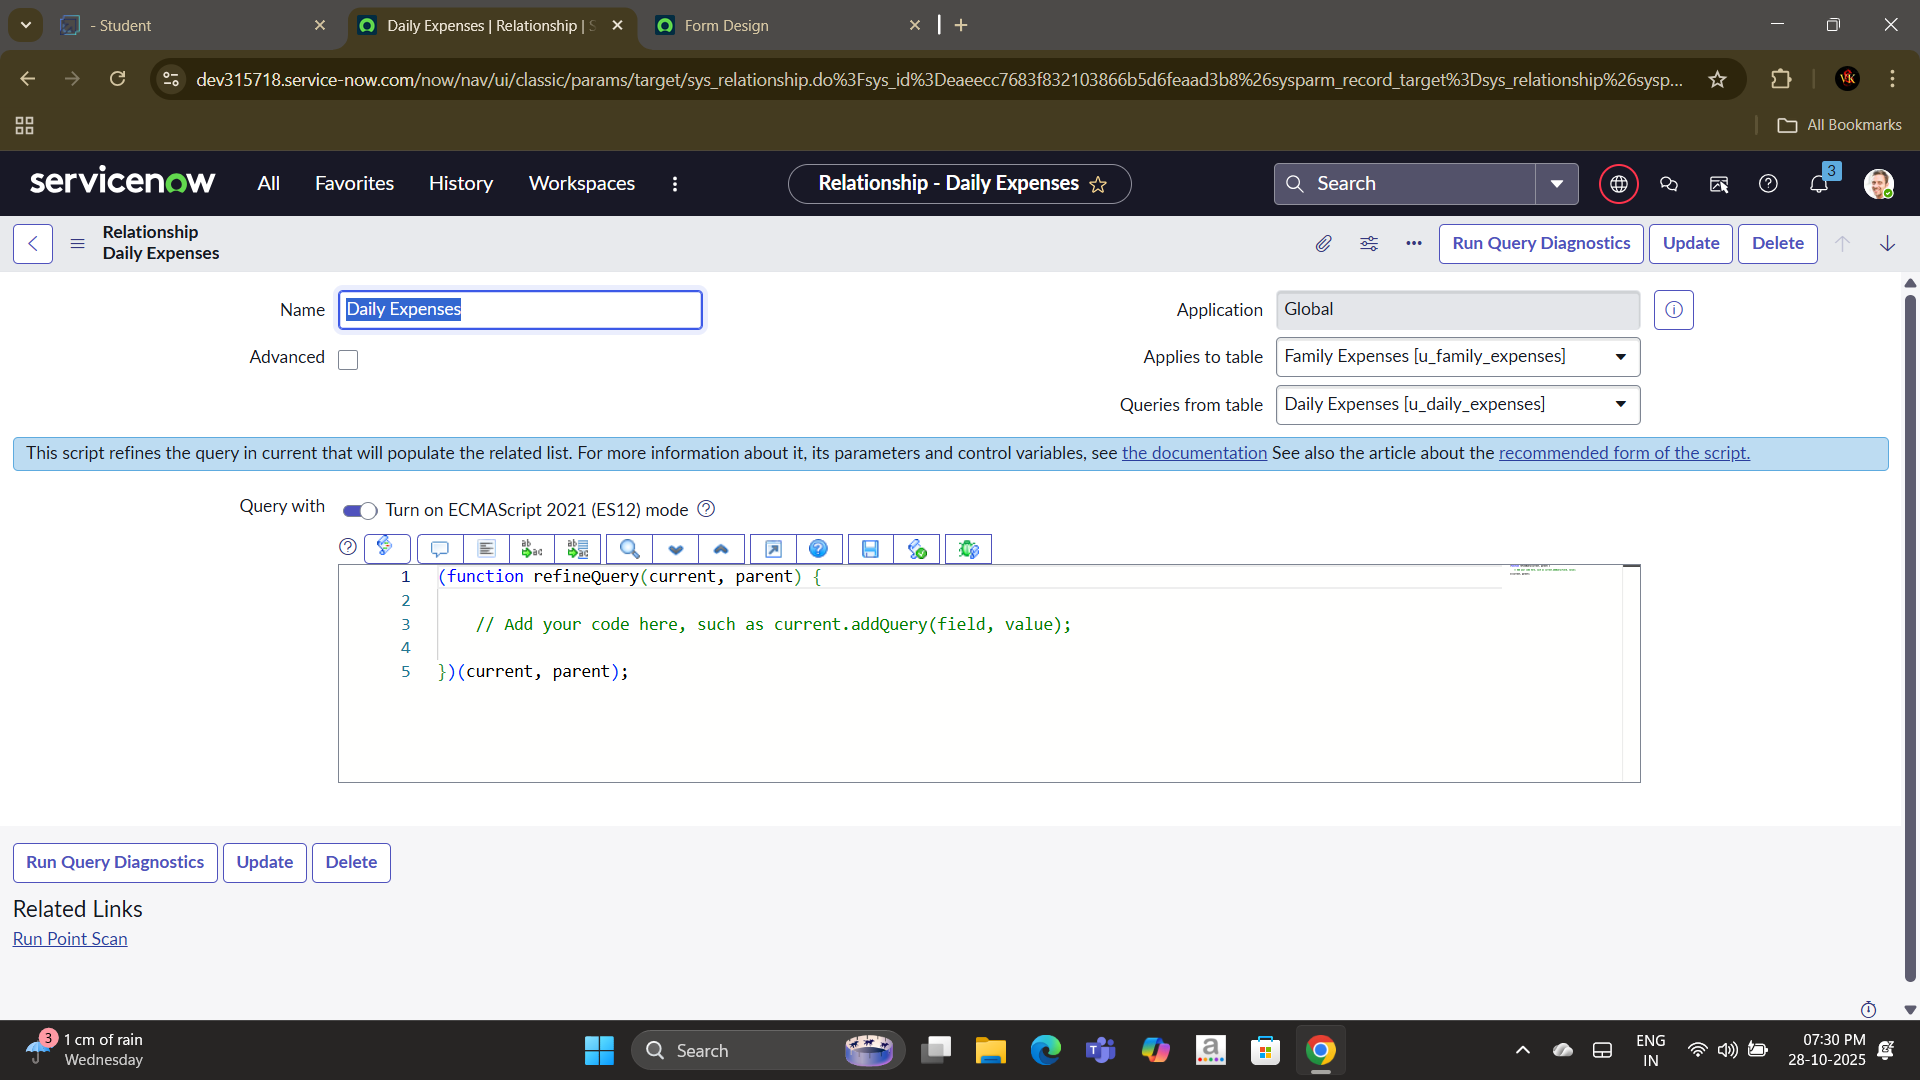 - Student
Daily Expenses | Relationship | S
Form Design
dev315718.service-now.com/now/nav/ui/classic/params/target/sys_relationship.do%3Fsys_id%3Deaeecc7683f832103866b5d6feaad3b8%26sysparm_record_target%3Dsys_relationship%26sysp...
VK
All Bookmarks
servicenow
All
Favorites
History
Workspaces
Relationship - Daily Expenses
Search
3
Relationship
Daily Expenses
Run Query Diagnostics
Update
Delete
Name
Daily Expenses
Application
Global
Advanced
Applies to table
Family Expenses [u_family_expenses]
Queries from table
Daily Expenses [u_daily_expenses]
This script refines the query in current that will populate the related list. For more information about it, its parameters and control variables, see the documentation See also the article about the recommended form of the script.
Query with
Turn on ECMAScript 2021 (ES12) mode
1 (function refineQuery(current, parent) {
2
3 // Add your code here, such as current.addQuery(field, value);
4
5 })(current, parent);
Run Query Diagnostics
Update
Delete
Related Links
Run Point Scan
3
1 cm of rain
Wednesday
Search
ENG
IN
07:30 PM
28-10-2025